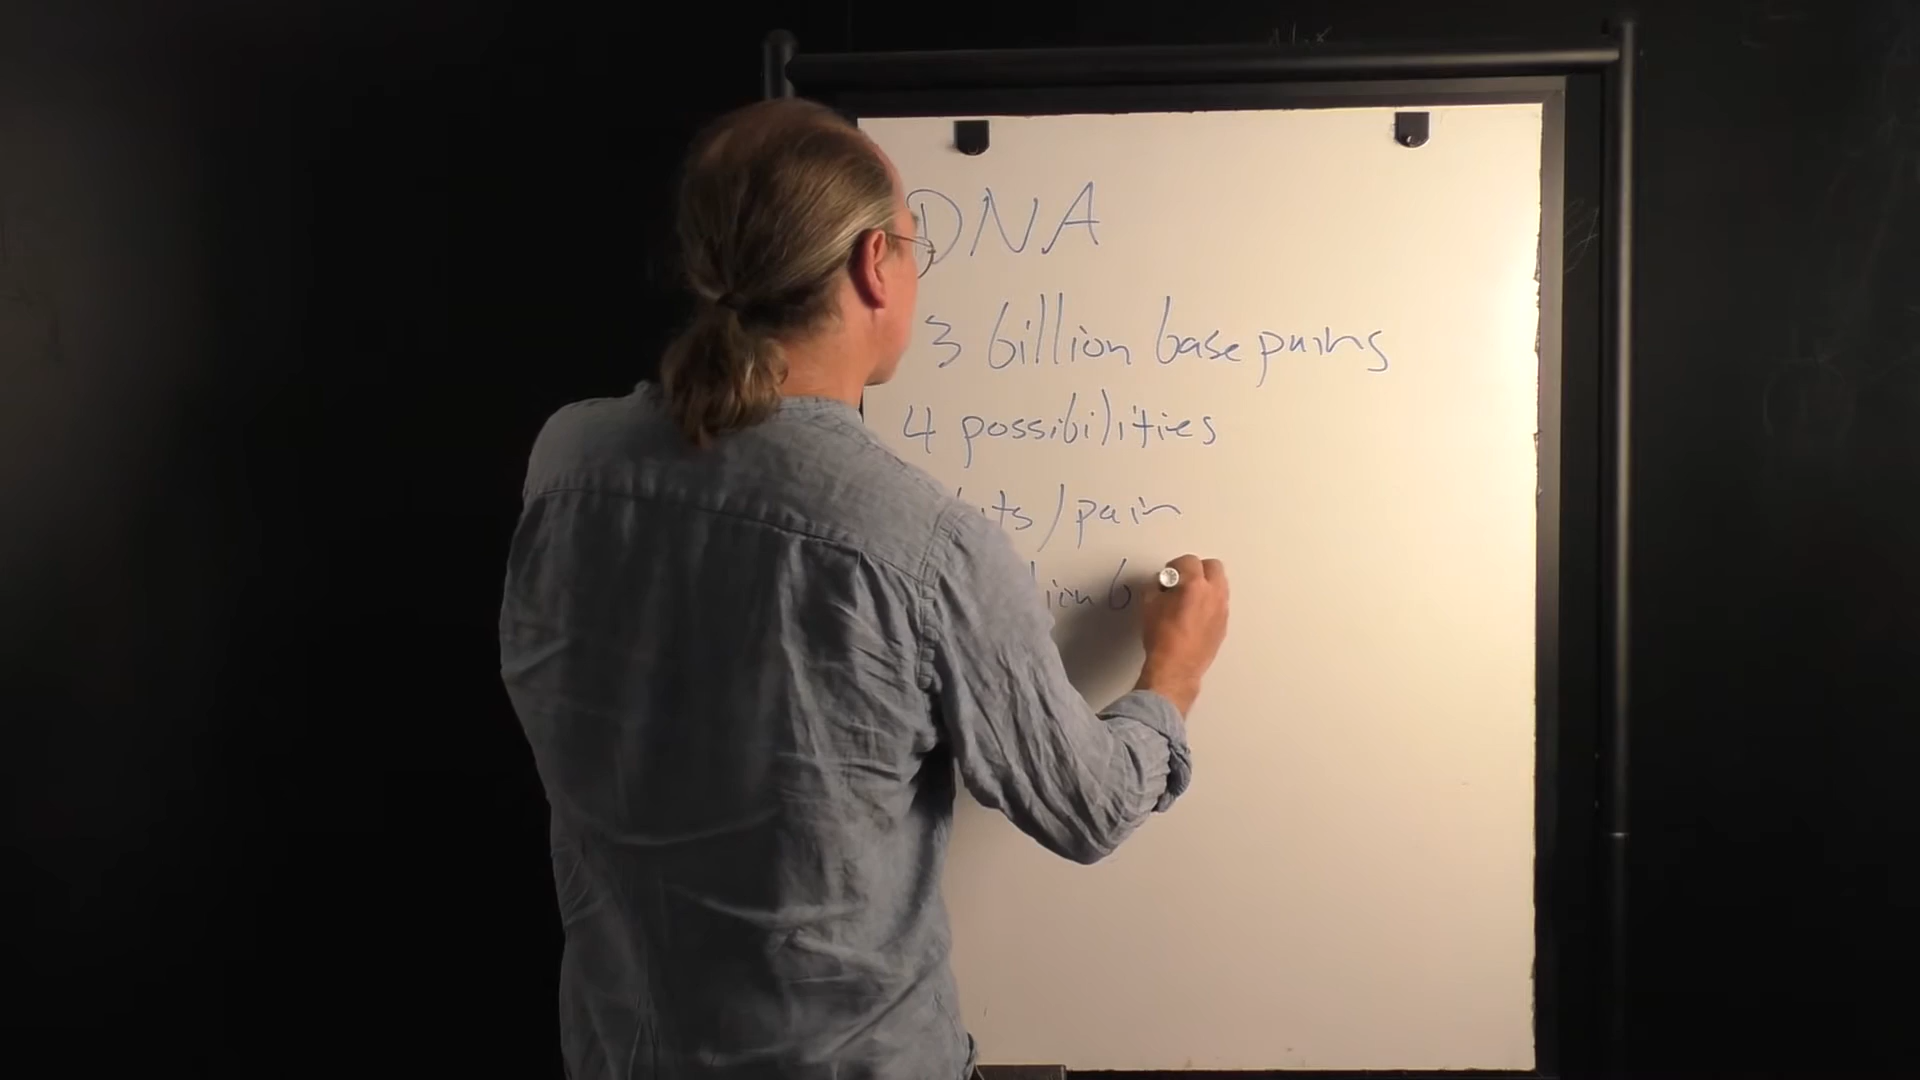 DNA
3 billion base pairs
4 possibilities
/pair